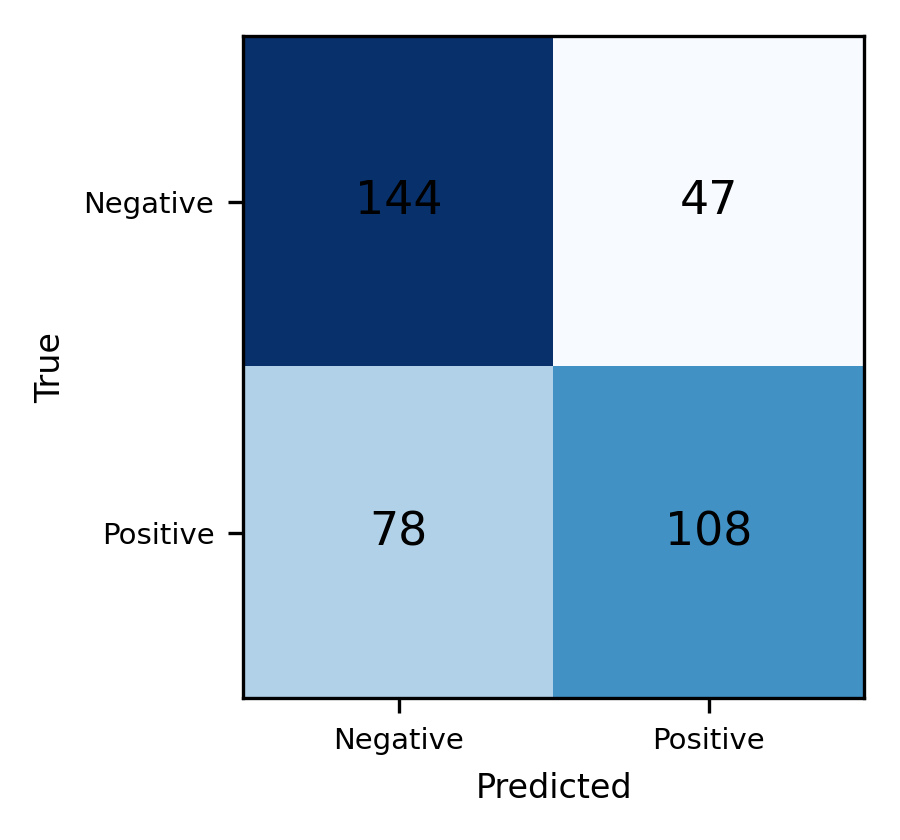 Negative
144
47
True
Positive
78
108
Negative
Positive
Predicted